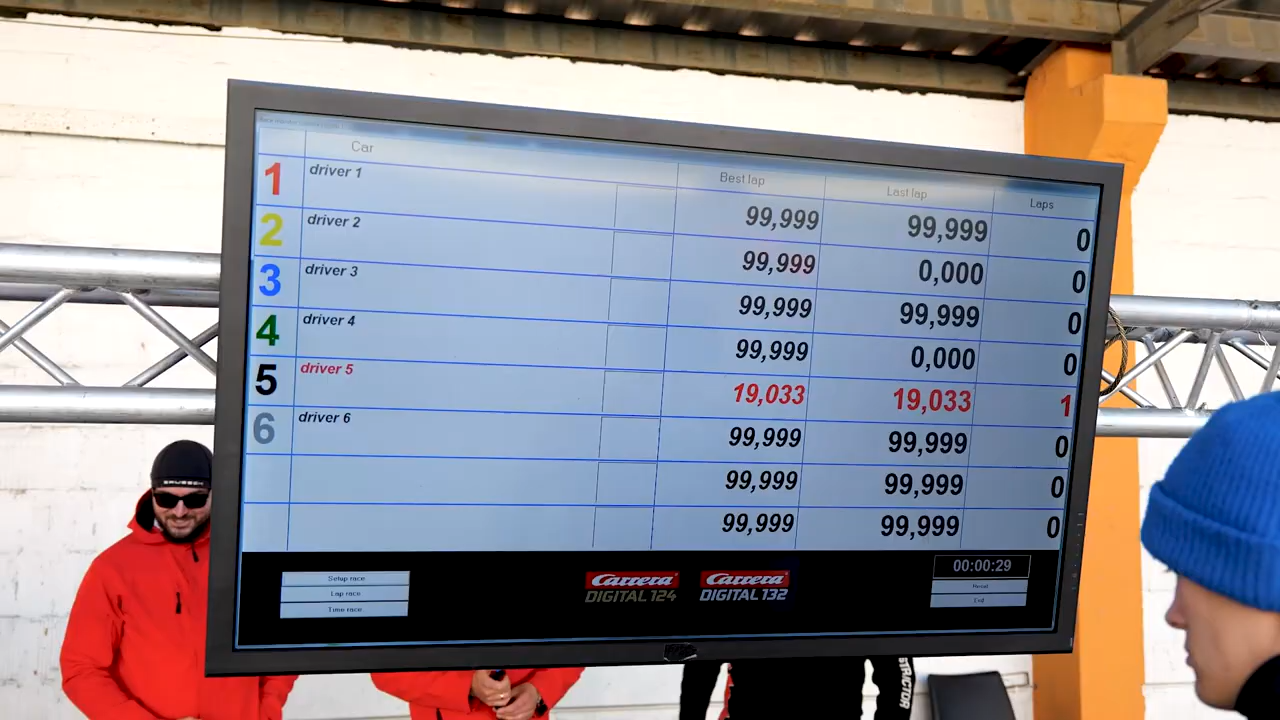 Car Best lap Last lap Laps
1 driver 1 99,999 99,999 0
2 driver 2 99,999 0,000 0
3 driver 3 99,999 99,999 0
4 driver 4 99,999 0,000 0
5 driver 5 19,033 19,033 1
6 driver 6 99,999 99,999 0
99,999 99,999 0
99,999 99,999 0
Setup race
Lap race
Time race
Carrera
DIGITAL 124
Carrera
DIGITAL 132
00:00:29
End
STRUCTOR